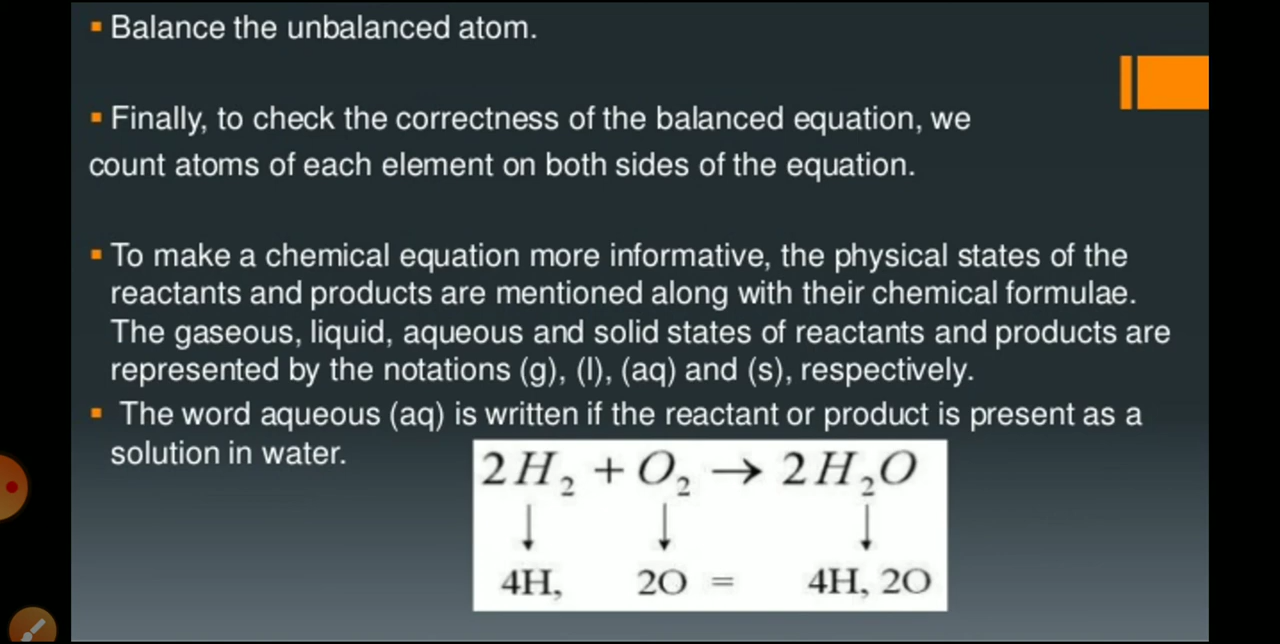 ▪ Balance the unbalanced atom.
▪ Finally, to check the correctness of the balanced equation, we
count atoms of each element on both sides of the equation.
▪ To make a chemical equation more informative, the physical states of the
reactants and products are mentioned along with their chemical formulae.
The gaseous, liquid, aqueous and solid states of reactants and products are
represented by the notations (g), (l), (aq) and (s), respectively.
▪ The word aqueous (aq) is written if the reactant or product is present as a
solution in water.
2H₂ + O₂ → 2H₂O
↓ ↓ ↓
4H, 2O = 4H, 2O